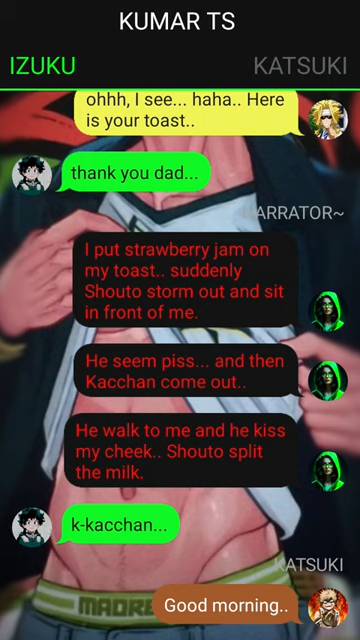 KUMAR TS
IZUKU
KATSUKI
ohhh, I see... haha.. Here
is your toast..
thank you dad...
NARRATOR~
I put strawberry jam on
my toast.. suddenly
Shouto storm out and sit
in front of me.
He seem piss... and then
Kacchan come out..
He walk to me and he kiss
my cheek.. Shouto split
the milk.
k-kacchan...
KATSUKI
MADRE
Good morning..